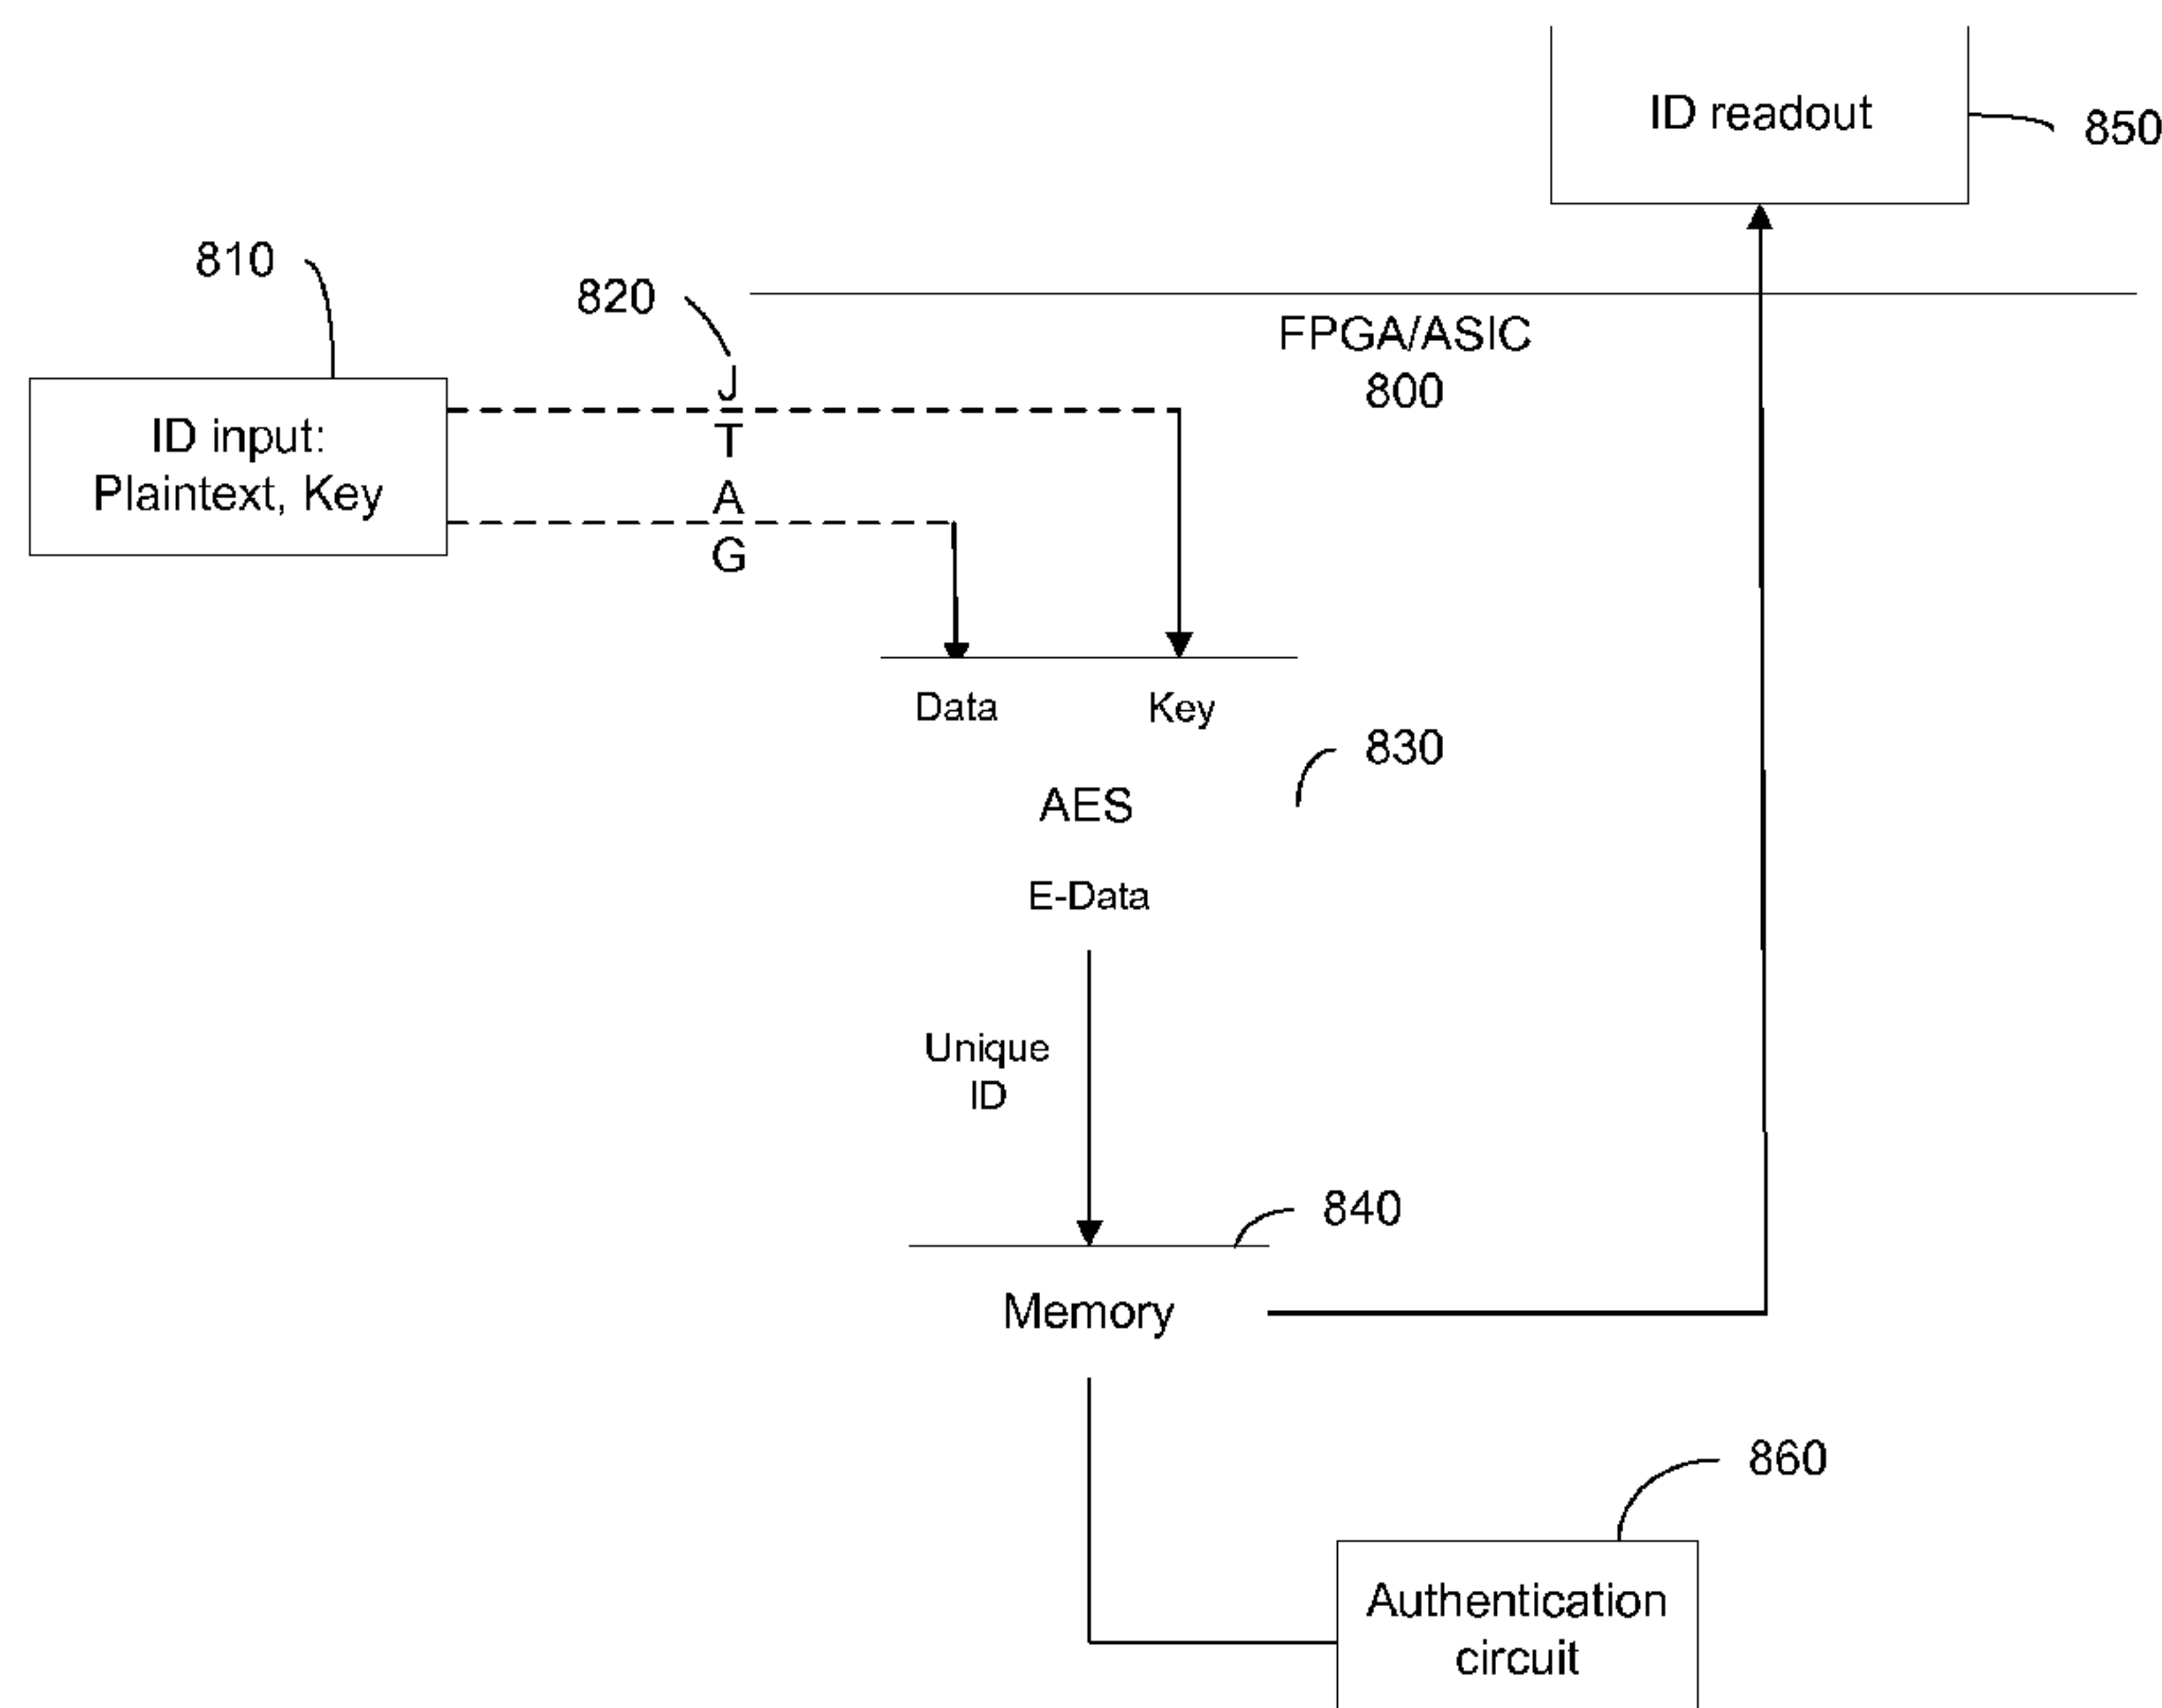 ID readout
850
810
820
FPGA/ASIC
800
J
T
A
G
ID input:
Plaintext, Key
Data
Key
830
AES
E-Data
Unique
ID
840
Memory
860
Authentication
circuit